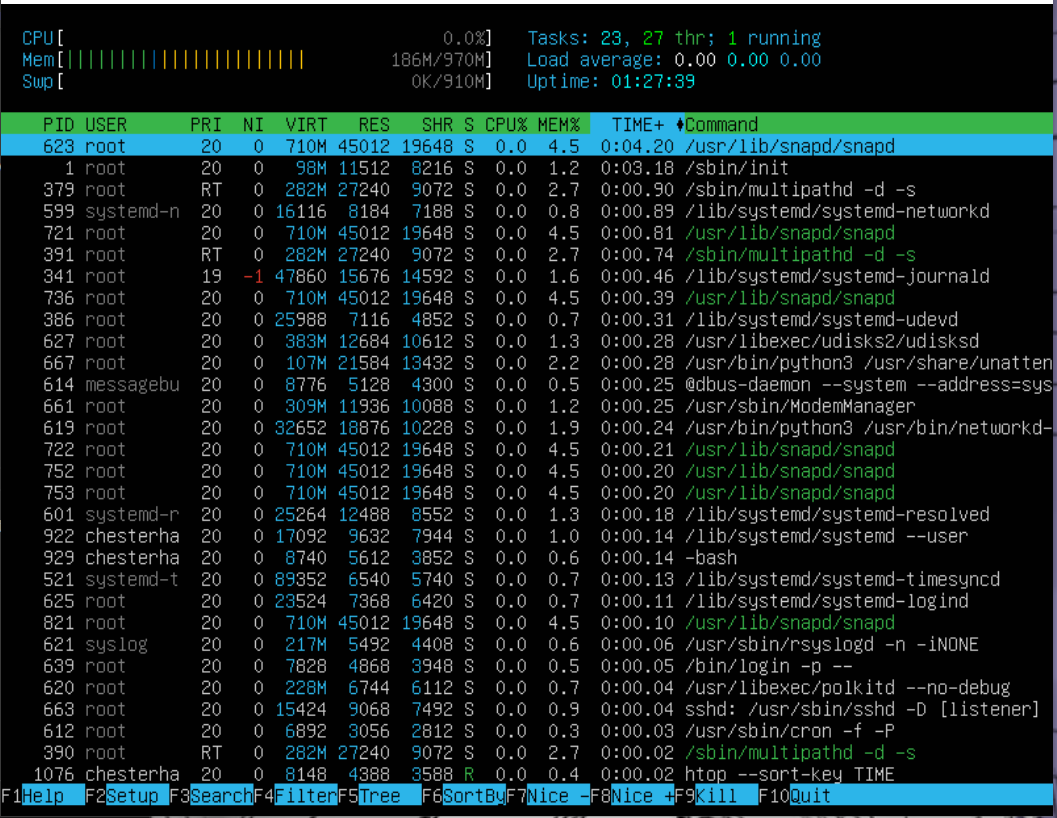 CPU[ 0.0%] Tasks: 23, 27 thr; 1 running
Mem[||||||||||||||||||||||| 186M/970M] Load average: 0.00 0.00 0.00
Swp[ 0K/910M] Uptime: 01:27:39
PID USER PRI NI VIRT RES SHR S CPU% MEM% TIME+ Command
623 root 20 0 710M 45012 19648 S 0.0 4.5 0:04.20 /usr/lib/snapd/snapd
1 root 20 0 98M 11512 8216 S 0.0 1.2 0:03.18 /sbin/init
379 root RT 0 282M 27240 9072 S 0.0 2.7 0:00.90 /sbin/multipathd -d -s
599 systemd-n 20 0 16116 8184 7188 S 0.0 0.8 0:00.89 /lib/systemd/systemd-networkd
721 root 20 0 710M 45012 19648 S 0.0 4.5 0:00.81 /usr/lib/snapd/snapd
391 root RT 0 282M 27240 9072 S 0.0 2.7 0:00.74 /sbin/multipathd -d -s
341 root 19 -1 47860 15676 14592 S 0.0 1.6 0:00.46 /lib/systemd/systemd-journald
736 root 20 0 710M 45012 19648 S 0.0 4.5 0:00.39 /usr/lib/snapd/snapd
386 root 20 0 25988 7116 4852 S 0.0 0.7 0:00.31 /lib/systemd/systemd-udevd
627 root 20 0 383M 12684 10612 S 0.0 1.3 0:00.28 /usr/libexec/udisks2/udisksd
667 root 20 0 107M 21584 13432 S 0.0 2.2 0:00.28 /usr/bin/python3 /usr/share/unatten
614 messagebu 20 0 8776 5128 4300 S 0.0 0.5 0:00.25 @dbus-daemon --system --address=sys
661 root 20 0 309M 11936 10088 S 0.0 1.2 0:00.25 /usr/sbin/ModemManager
619 root 20 0 32652 18876 10228 S 0.0 1.9 0:00.24 /usr/bin/python3 /usr/bin/networkd-
722 root 20 0 710M 45012 19648 S 0.0 4.5 0:00.21 /usr/lib/snapd/snapd
752 root 20 0 710M 45012 19648 S 0.0 4.5 0:00.20 /usr/lib/snapd/snapd
753 root 20 0 710M 45012 19648 S 0.0 4.5 0:00.20 /usr/lib/snapd/snapd
601 systemd-r 20 0 25264 12488 8552 S 0.0 1.3 0:00.18 /lib/systemd/systemd-resolved
922 chesterha 20 0 17092 9632 7944 S 0.0 1.0 0:00.14 /lib/systemd/systemd --user
929 chesterha 20 0 8740 5612 3852 S 0.0 0.6 0:00.14 -bash
521 systemd-t 20 0 89352 6540 5740 S 0.0 0.7 0:00.13 /lib/systemd/systemd-timesyncd
625 root 20 0 23524 7368 6420 S 0.0 0.7 0:00.11 /lib/systemd/systemd-logind
821 root 20 0 710M 45012 19648 S 0.0 4.5 0:00.10 /usr/lib/snapd/snapd
621 syslog 20 0 217M 5492 4408 S 0.0 0.6 0:00.06 /usr/sbin/rsyslogd -n -iNONE
639 root 20 0 7828 4868 3948 S 0.0 0.5 0:00.05 /bin/login -p --
620 root 20 0 228M 6744 6112 S 0.0 0.7 0:00.04 /usr/libexec/polkitd --no-debug
663 root 20 0 15424 9068 7492 S 0.0 0.9 0:00.04 sshd: /usr/sbin/sshd -D [listener]
612 root 20 0 6892 3056 2812 S 0.0 0.3 0:00.03 /usr/sbin/cron -f -P
390 root RT 0 282M 27240 9072 S 0.0 2.7 0:00.02 /sbin/multipathd -d -s
1076 chesterha 20 0 8148 4388 3588 R 0.0 0.4 0:00.02 htop --sort-key TIME
F1Help F2Setup F3SearchF4FilterF5Tree F6SortByF7Nice -F8Nice +F9Kill F10Quit